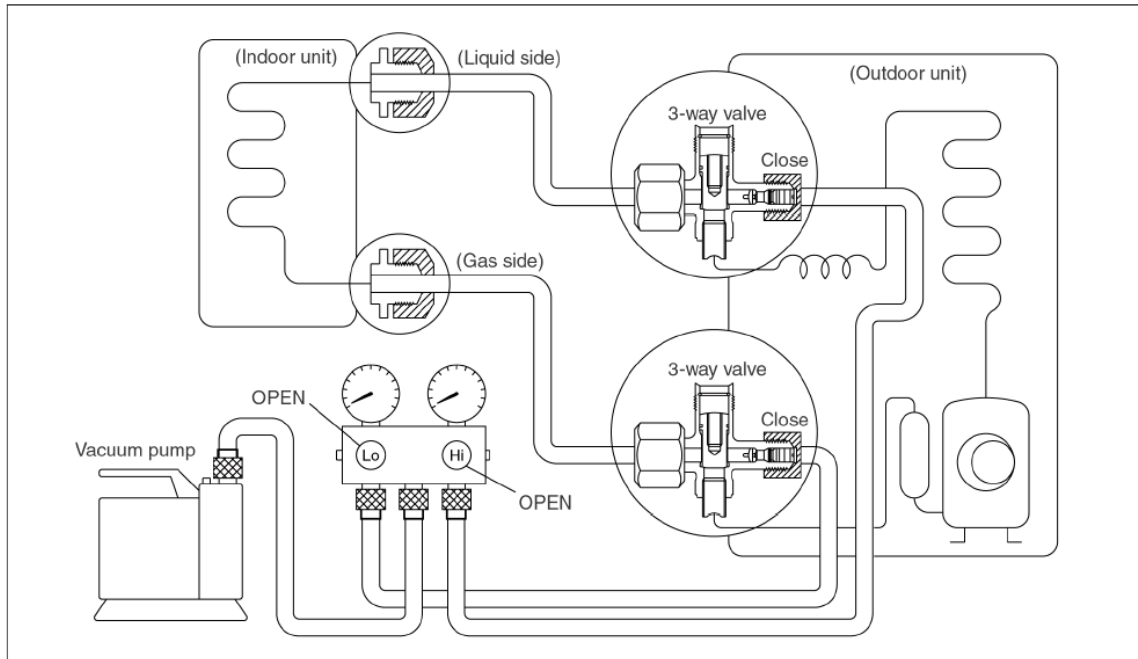 (Indoor unit)
(Liquid side)
(Outdoor unit)
3-way valve
Close
(Gas side)
3-way valve
Close
OPEN
Vacuum pump
Lo
Hi
OPEN